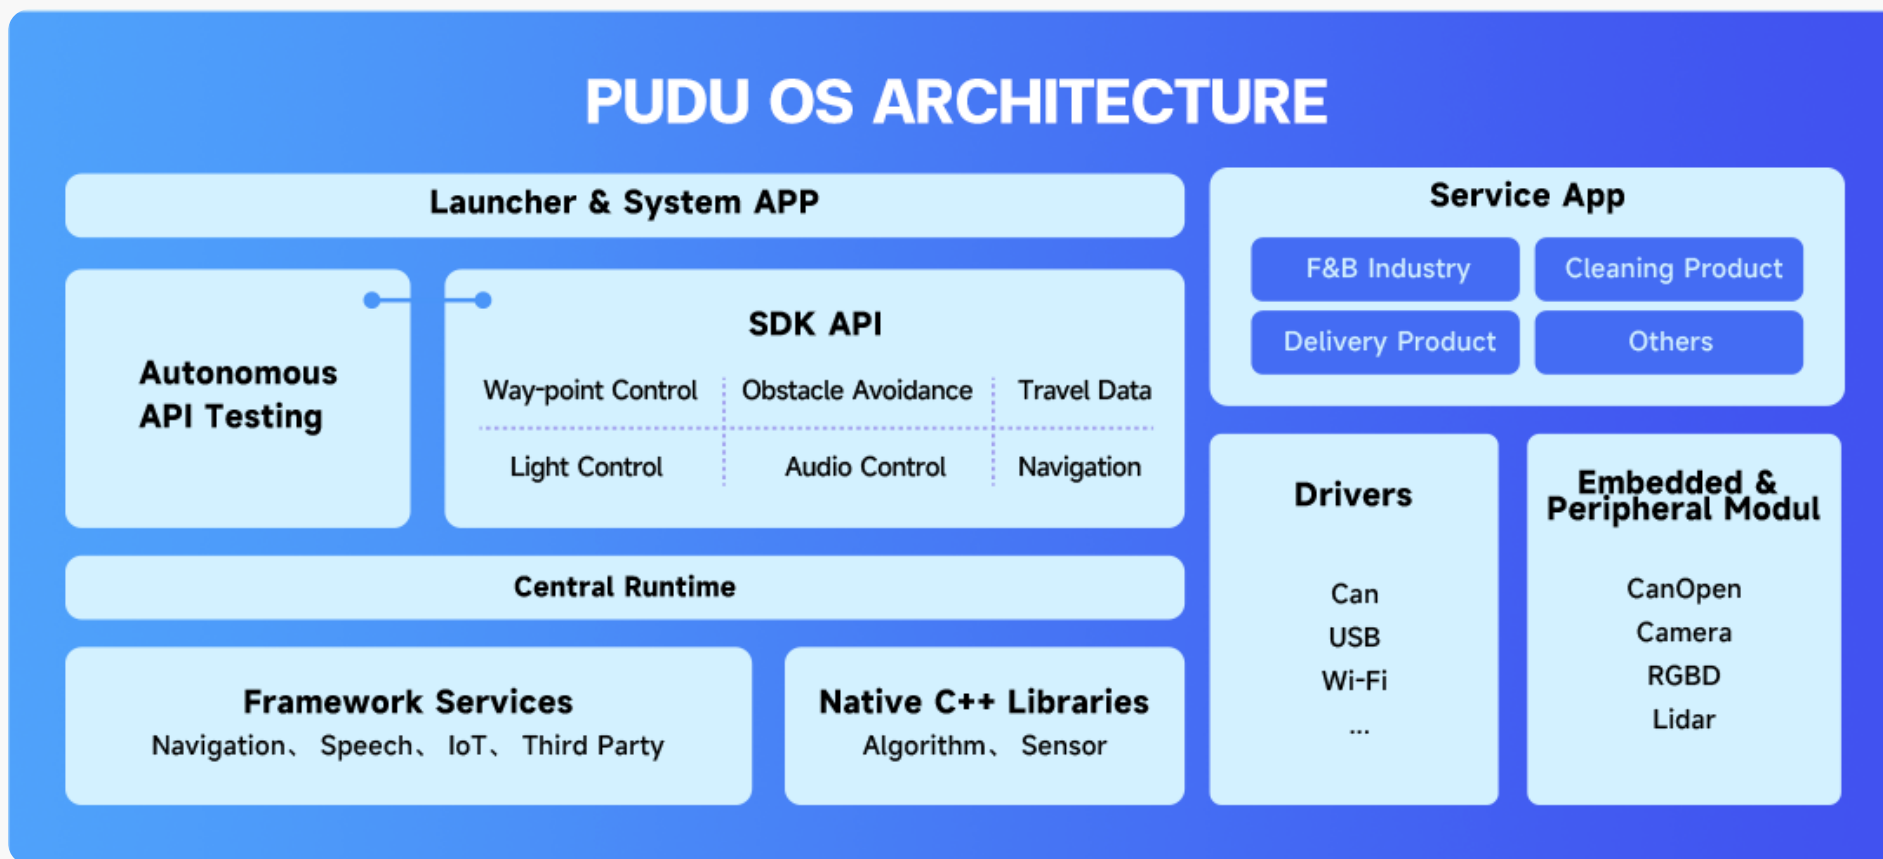 PUDU OS ARCHITECTURE
Launcher & System APP
Autonomous
API Testing
SDK API
Way-point Control
Obstacle Avoidance
Travel Data
Light Control
Audio Control
Navigation
Central Runtime
Framework Services
Navigation、 Speech、 IoT、 Third Party
Native C++ Libraries
Algorithm、 Sensor
Service App
F&B Industry
Cleaning Product
Delivery Product
Others
Drivers
Can
USB
Wi-Fi
...
Embedded &
Peripheral Modul
CanOpen
Camera
RGBD
Lidar